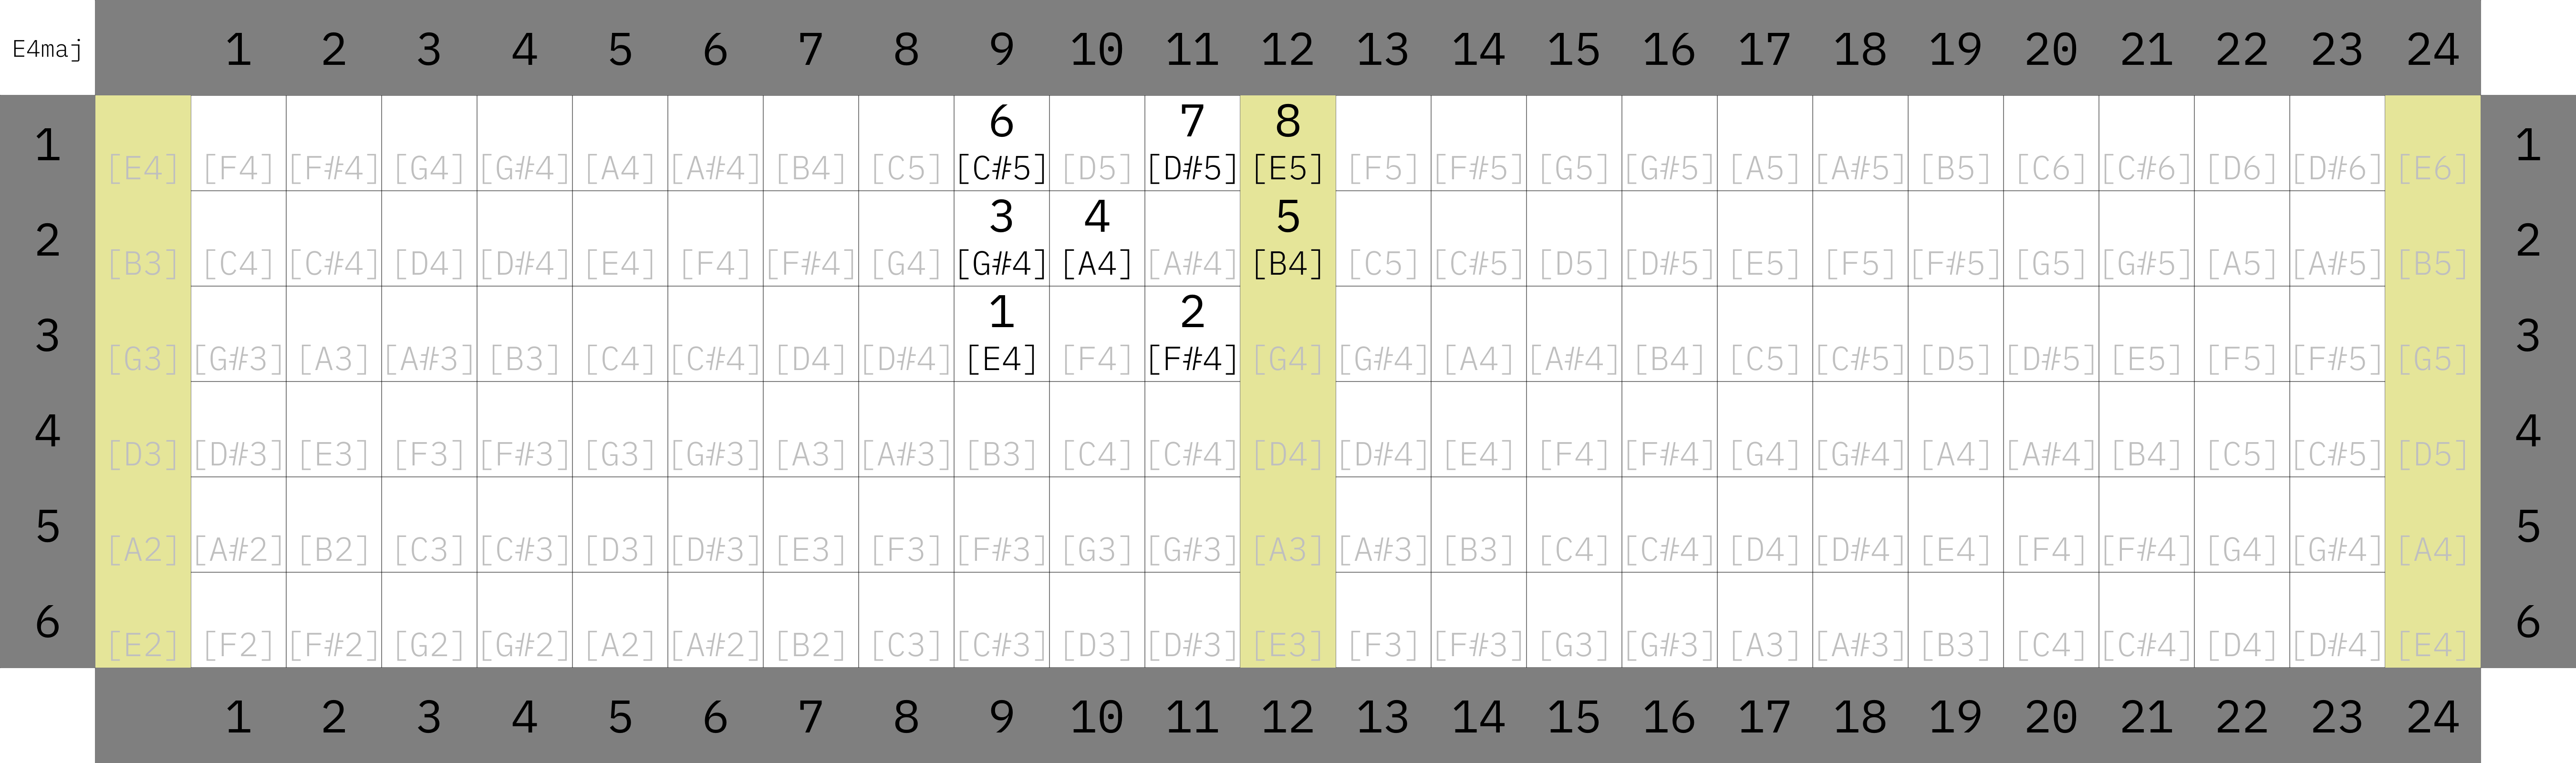 E4maj 1 2 3 4 5 6 7 8 9 10 11 12 13 14 15 16 17 18 19 20 21 22 23 24
6 7 8
1 [E4] [F4] [F#4] [G4] [G#4] [A4] [A#4] [B4] [C5] [C#5] [D5] [D#5] [E5] [F5] [F#5] [G5] [G#5] [A5] [A#5] [B5] [C6] [C#6] [D6] [D#6] [E6] 1
3 4 5
2 [B3] [C4] [C#4] [D4] [D#4] [E4] [F4] [F#4] [G4] [G#4] [A4] [A#4] [B4] [C5] [C#5] [D5] [D#5] [E5] [F5] [F#5] [G5] [G#5] [A5] [A#5] [B5] 2
1 2
3 [G3] [G#3] [A3] [A#3] [B3] [C4] [C#4] [D4] [D#4] [E4] [F4] [F#4] [G4] [G#4] [A4] [A#4] [B4] [C5] [C#5] [D5] [D#5] [E5] [F5] [F#5] [G5] 3
4 [D3] [D#3] [E3] [F3] [F#3] [G3] [G#3] [A3] [A#3] [B3] [C4] [C#4] [D4] [D#4] [E4] [F4] [F#4] [G4] [G#4] [A4] [A#4] [B4] [C5] [C#5] [D5] 4
5 [A2] [A#2] [B2] [C3] [C#3] [D3] [D#3] [E3] [F3] [F#3] [G3] [G#3] [A3] [A#3] [B3] [C4] [C#4] [D4] [D#4] [E4] [F4] [F#4] [G4] [G#4] [A4] 5
6 [E2] [F2] [F#2] [G2] [G#2] [A2] [A#2] [B2] [C3] [C#3] [D3] [D#3] [E3] [F3] [F#3] [G3] [G#3] [A3] [A#3] [B3] [C4] [C#4] [D4] [D#4] [E4] 6
1 2 3 4 5 6 7 8 9 10 11 12 13 14 15 16 17 18 19 20 21 22 23 24